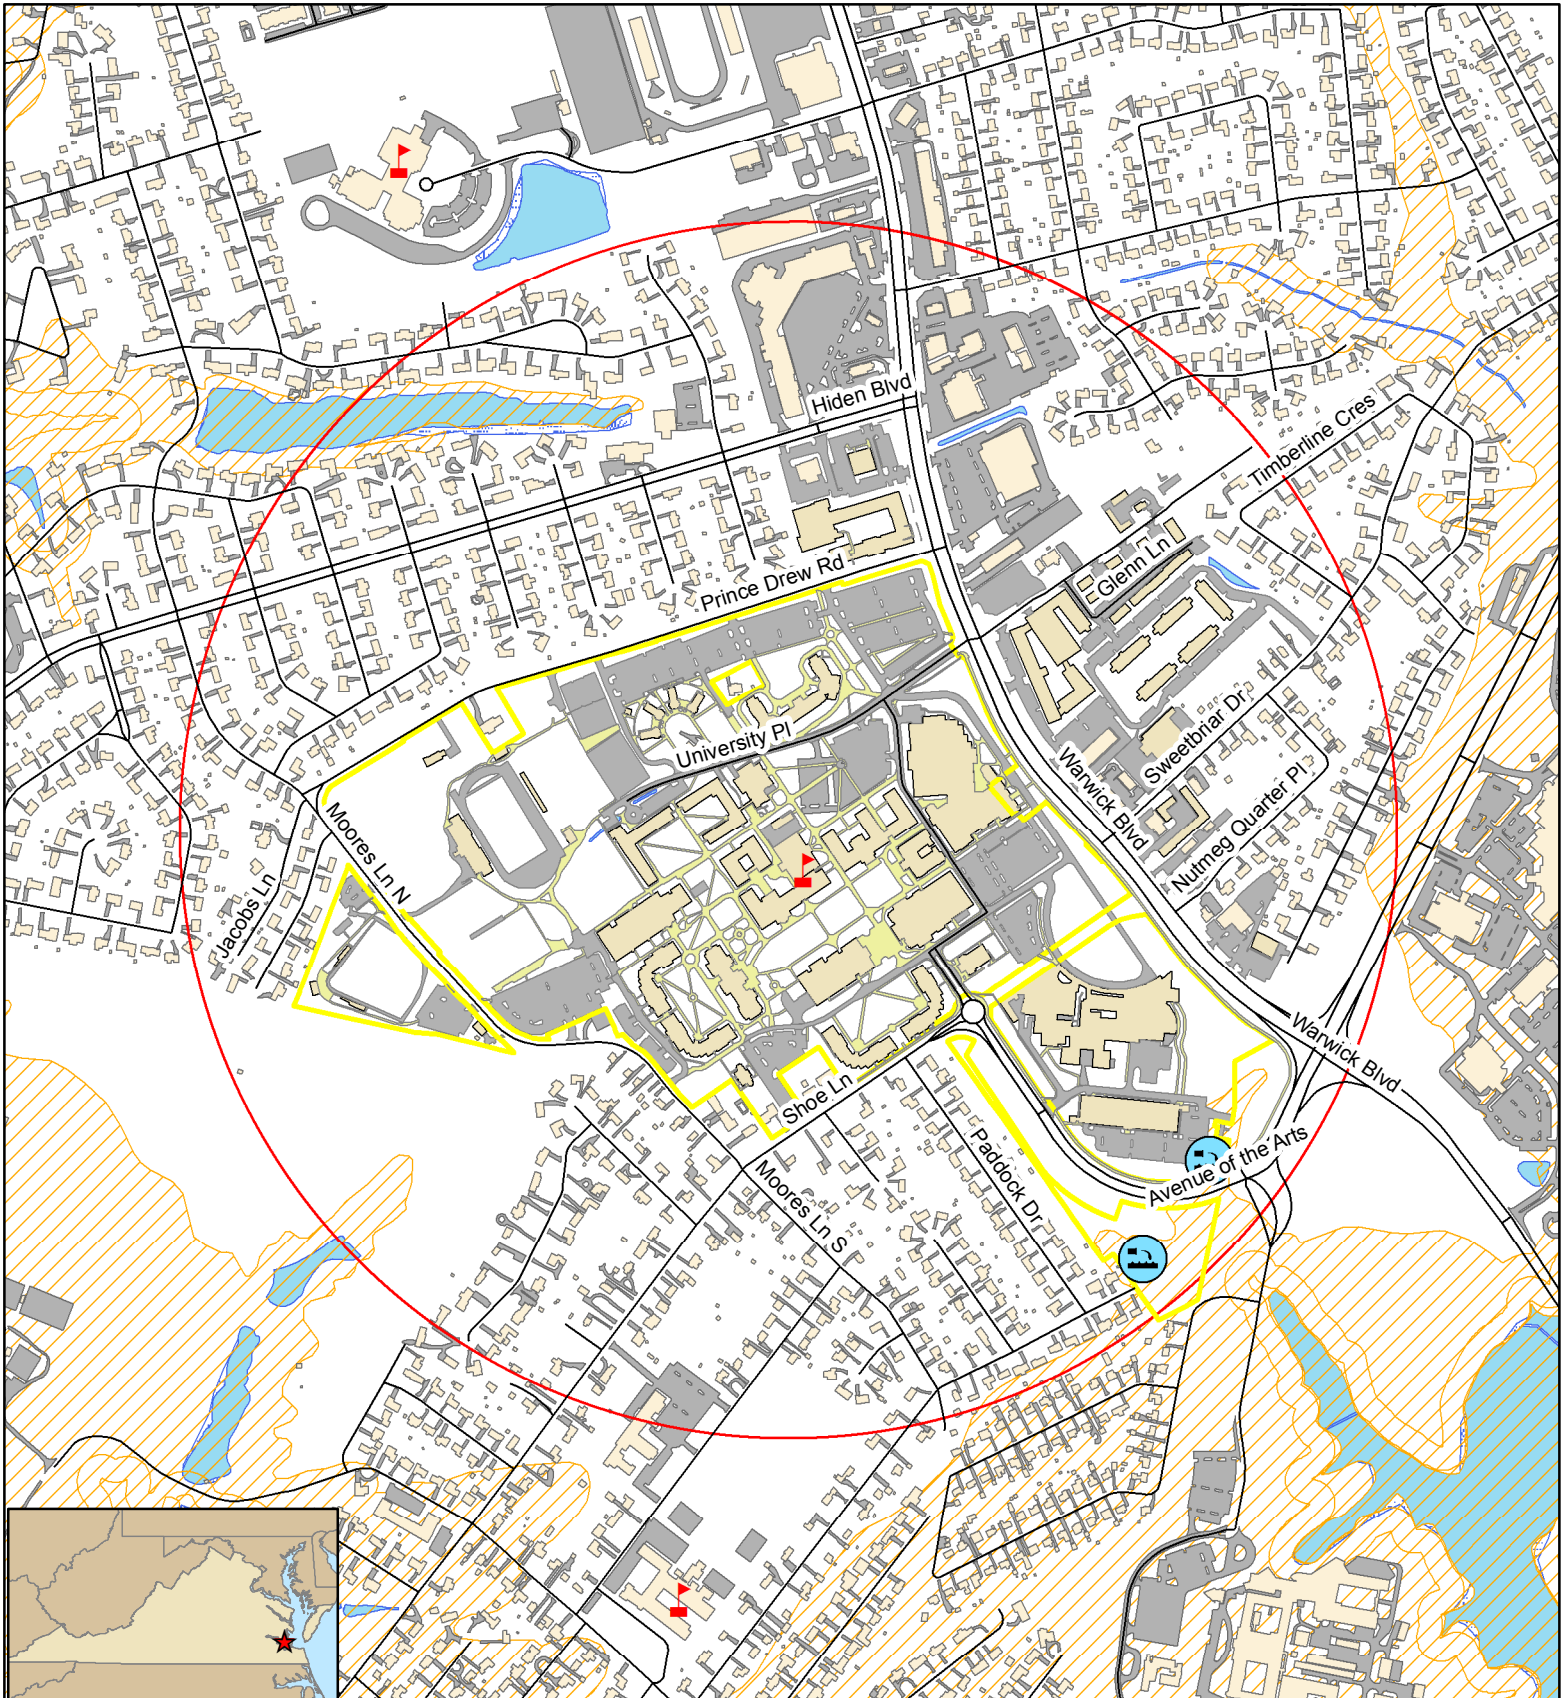 Hiden Blvd
Timberline Cres
Glenn Ln
Prince Drew Rd
University Pl
Sweetbriar Dr
Warwick Blvd
Nutmeg Quarter Pl
Moores Ln N
Jacobs Ln
Warwick Blvd
Shoe Ln
Paddock Dr
Avenue of the Arts
Moores Ln S